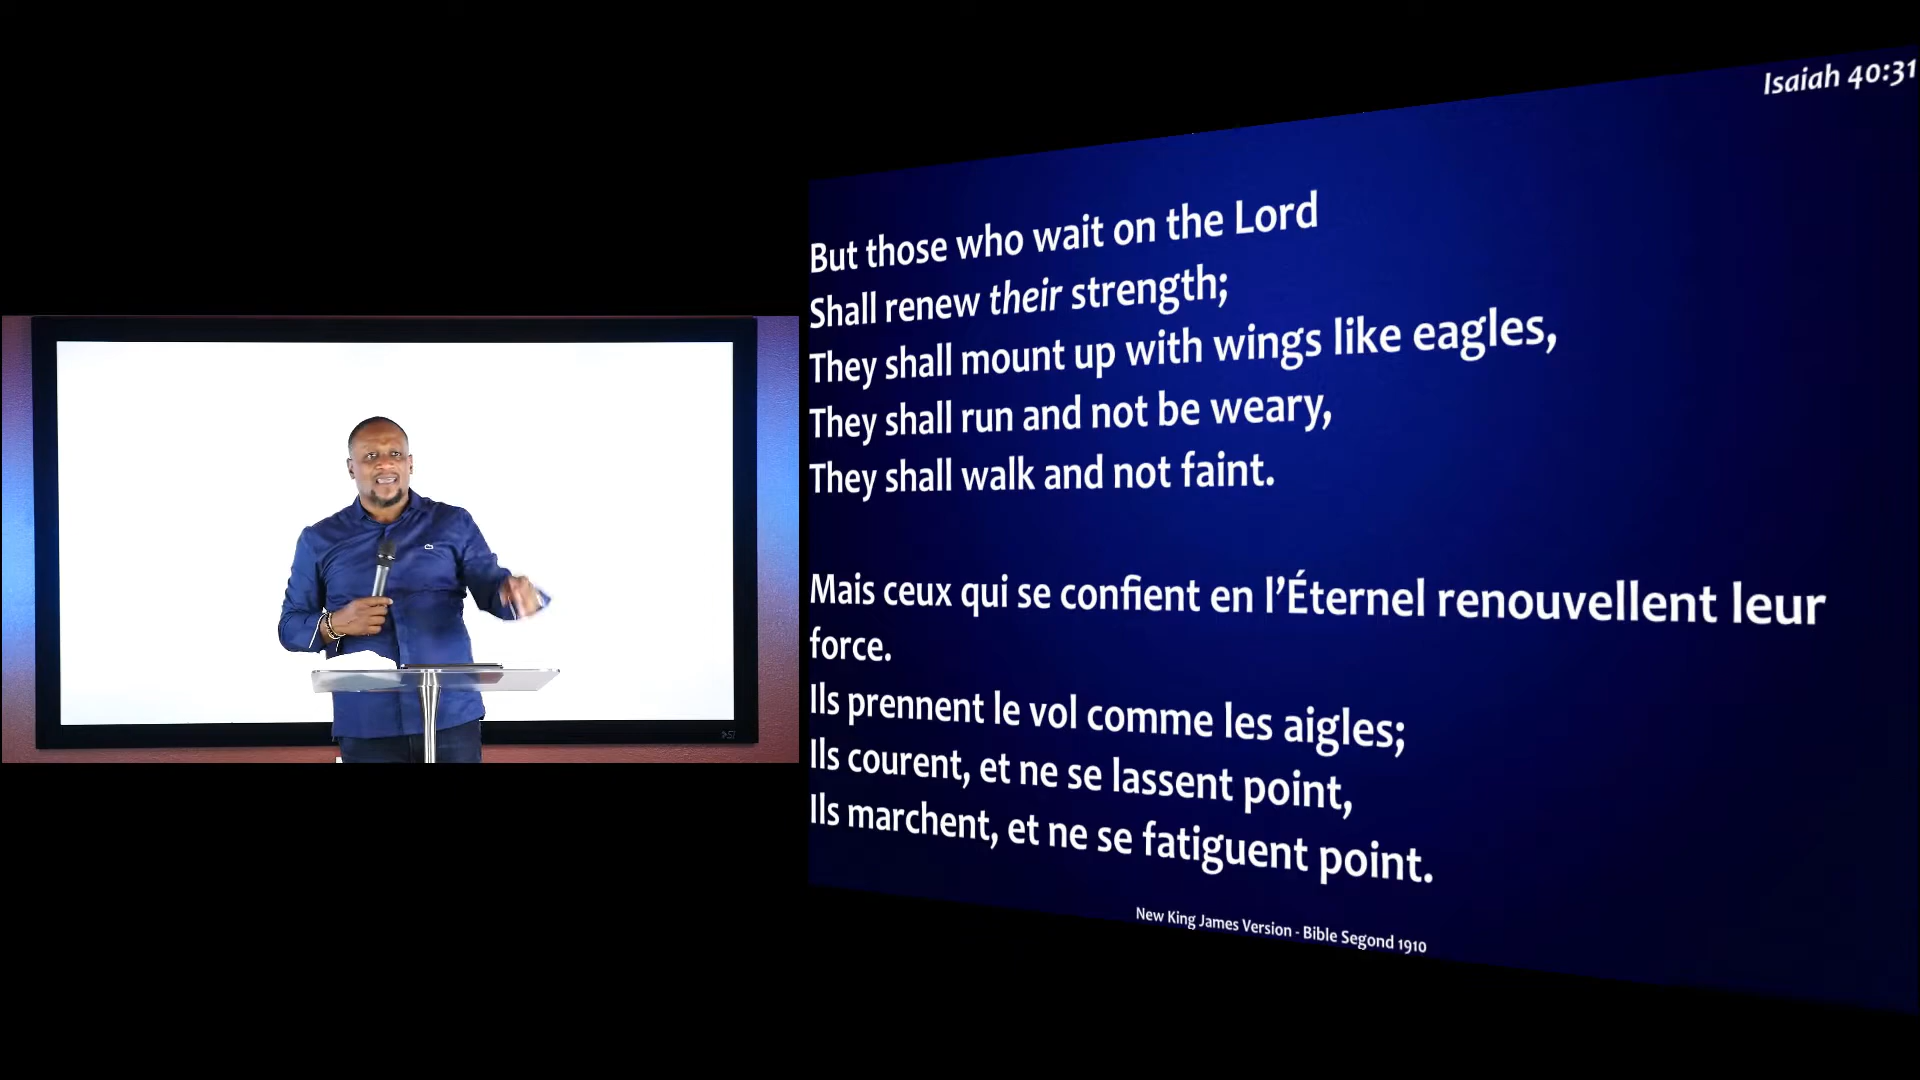 Isaiah 40:31
But those who wait on the Lord
Shall renew their strength;
They shall mount up with wings like eagles,
They shall run and not be weary,
They shall walk and not faint.
Mais ceux qui se confient en l’Éternel renouvellent leur
force.
Ils prennent le vol comme les aigles;
Ils courent, et ne se lassent point,
Ils marchent, et ne se fatiguent point.
New King James Version - Bible Segond 1910